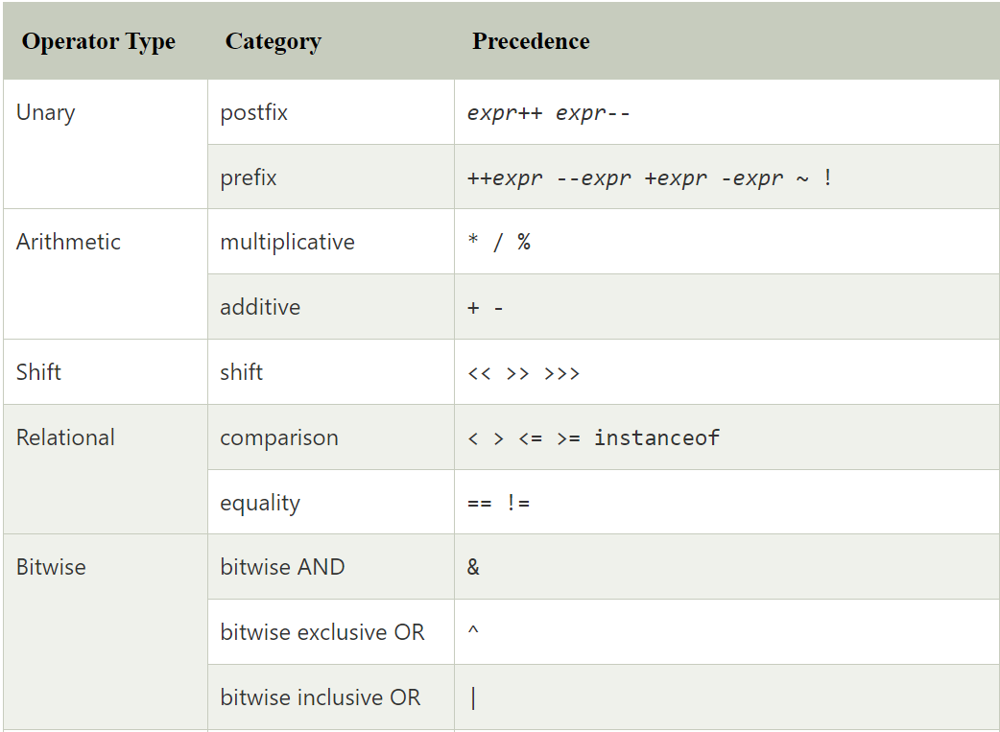 Operator Type Category Precedence
Unary postfix expr++ expr--
prefix ++expr --expr +expr -expr ~ !
Arithmetic multiplicative * / %
additive + -
Shift shift << >> >>>
Relational comparison < > <= >= instanceof
equality == !=
Bitwise bitwise AND &
bitwise exclusive OR ^
bitwise inclusive OR |